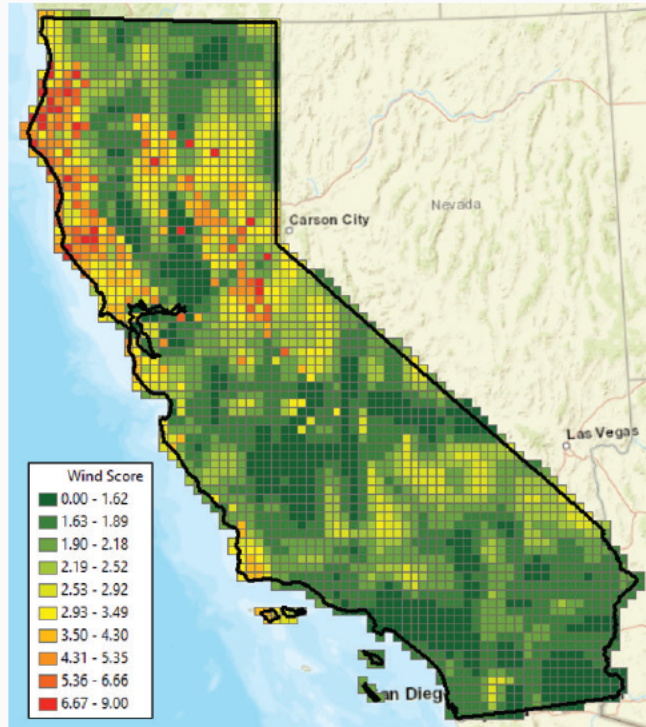 Carson City
Nevada
Las Vegas
Wind Score
0.00 - 1.62
1.63 - 1.89
1.90 - 2.18
2.19 - 2.52
2.53 - 2.92
2.93 - 3.49
3.50 - 4.30
4.31 - 5.35
5.36 - 6.66
6.67 - 9.00
an Dieg